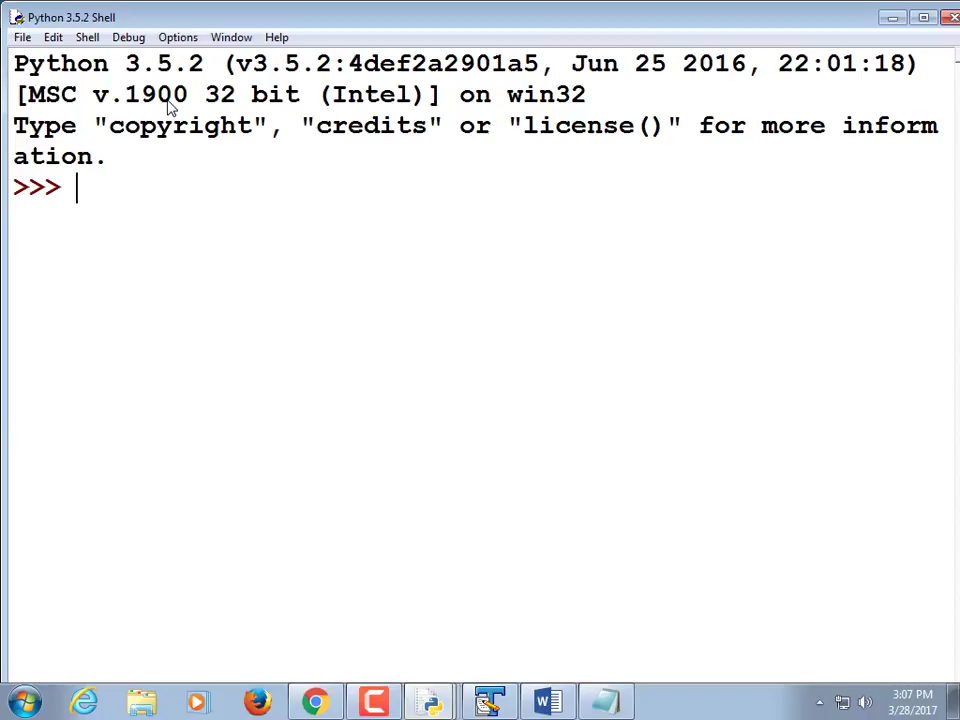 Python 3.5.2 Shell
File Edit Shell Debug Options Window Help
Python 3.5.2 (v3.5.2:4def2a2901a5, Jun 25 2016, 22:01:18)
[MSC v.1900 32 bit (Intel)] on win32
Type "copyright", "credits" or "license()" for more inform
ation.
>>>
3:07 PM
3/28/2017